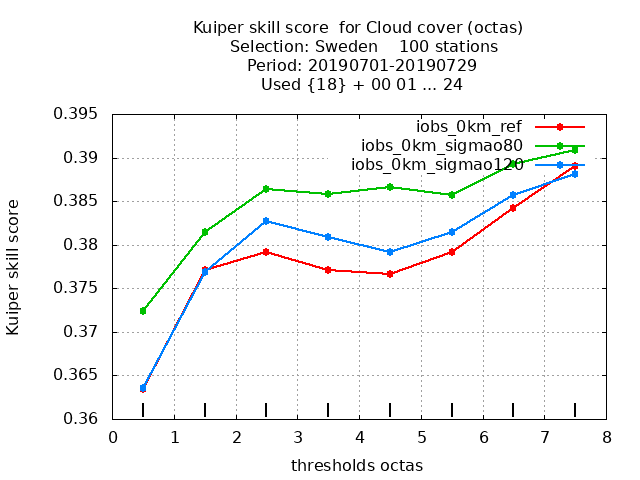 Kuiper skill score  for Cloud cover (octas)
Selection: Sweden    100 stations
Period: 20190701-20190729
Used {18} + 00 01 ... 24
iobs_0km_ref
iobs_0km_sigmao80
iobs_0km_sigmao120
Kuiper skill score
0.395
0.39
0.385
0.38
0.375
0.37
0.365
0.36
0 1 2 3 4 5 6 7 8
thresholds octas